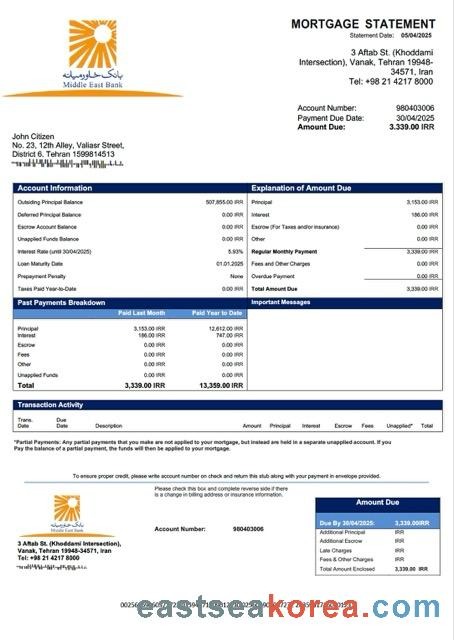 MORTGAGE STATEMENT
Statement Date: 05/04/2025
بانک خاورمیانه
Middle East Bank
3 Aftab St. (Khoddami
Intersection), Vanak, Tehran 19948-
34571, Iran
Tel: +98 21 4217 8000
Account Number: 980403006
Payment Due Date: 30/04/2025
Amount Due: 3.339.00 IRR
John Citizen
No. 23, 12th Alley, Valiasr Street,
District 6. Tehran 1599814513
Account Information
Outsiding Principal Balance 507,855.00 IRR
Deferred Principal Balance 0.00 IRR
Escrow Account Balance 0.00 IRR
Unapplied Funds Balance 0.00 IRR
Interest Rate (until 30/04/2025) 5.93%
Loan Maturity Date 01.01.2025
Prepayment Penalty None
Taxes Paid Year-to-Date 0.00 IRR
Explanation of Amount Due
Principal 3,153.00 IRR
Interest 186.00 IRR
Escrow (For Taxes and/or insurance) 0.00 IRR
Other 0.00 IRR
Regular Monthly Payment 3,339.00 IRR
Fees and Other Charges 0.00 IRR
Overdue Payment 0.00 IRR
Total Amount Due 3,339.00 IRR
Past Payments Breakdown
Paid Last Month Paid Year to Date
Principal 3,153.00 IRR 12,612.00 IRR
Interest 186.00 IRR 747.00 IRR
Escrow 0.00 IRR 0.00 IRR
Fees 0.00 IRR 0.00 IRR
Other 0.00 IRR 0.00 IRR
Unapplied Funds 0.00 IRR 0.00 IRR
Total 3,339.00 IRR 13,359.00 IRR
Important Messages
Transaction Activity
Trans. Date Due Date Description Amount Principal Interest Escrow Fees Unapplied* Total
*Partial Payments: Any partial payments that you make are not applied to your mortgage, but instead are held in a separate unapplied account. If you
Pay the balance of a partial payment, the funds will then be applied to your mortgage.
To ensure proper credit, please write account number on check and return this stub along with your payment in envelope provided.
Please check this box and complete reverse side if there
is a change in billing address or insurance information.
بانک خاورمیانه
Middle East Bank
3 Aftab St. (Khoddami Intersection),
Vanak, Tehran 19948-34571, Iran
Tel: +98 21 4217 8000
Account Number: 980403006
Amount Due
Due By 30/04/2025: 3,339.00IRR
Additional Principal IRR
Additional Escrow IRR
Late Charges IRR
Fees & Other Charges IRR
Total Amount Enclosed 3,339.00 IRR
eastseakorea.com